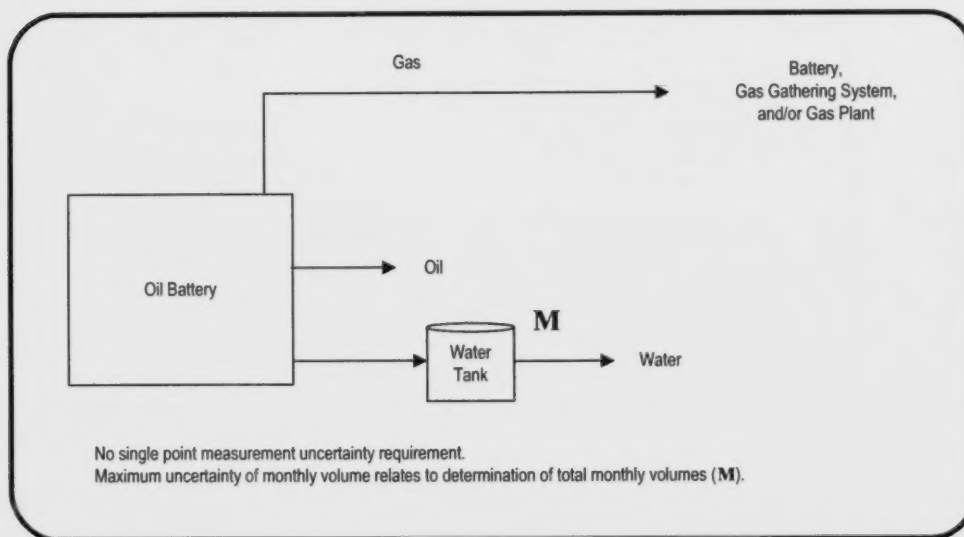 Gas
Battery,
Gas Gathering System,
and/or Gas Plant
Oil Battery
Oil
M
Water
Tank
Water
No single point measurement uncertainty requirement.
Maximum uncertainty of monthly volume relates to determination of total monthly volumes (M).